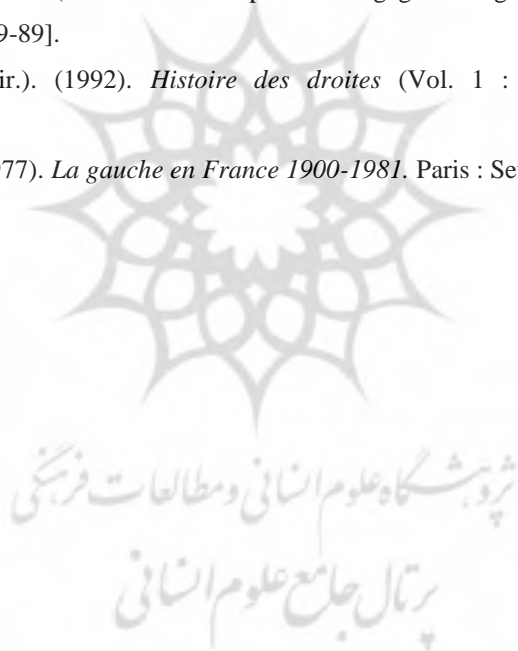 9-89].
ir.). (1992). Histoire des droites (Vol. 1 :
77). La gauche en France 1900-1981. Paris : Se
پژوهشگاه علوم انسانی و مطالعات فرهنگی
پرتال جامع علوم انسانی